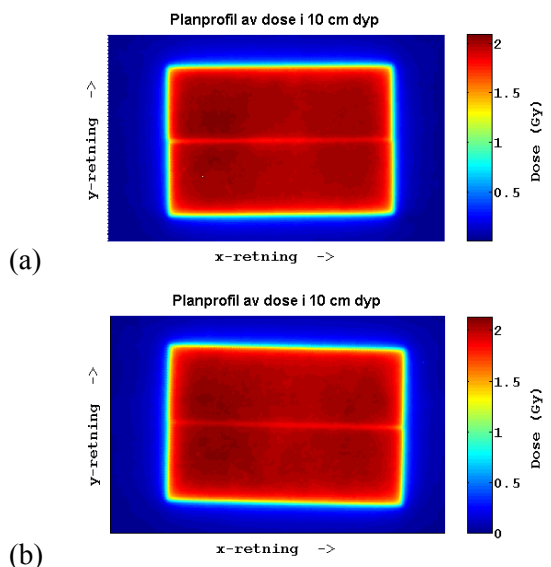 Planprofil av dose i 10 cm dyp
y-retning ->
x-retning ->
2
1.5
1
0.5
Dose (Gy)
(a)
Planprofil av dose i 10 cm dyp
y-retning ->
x-retning ->
2
1.5
1
0.5
Dose (Gy)
(b)